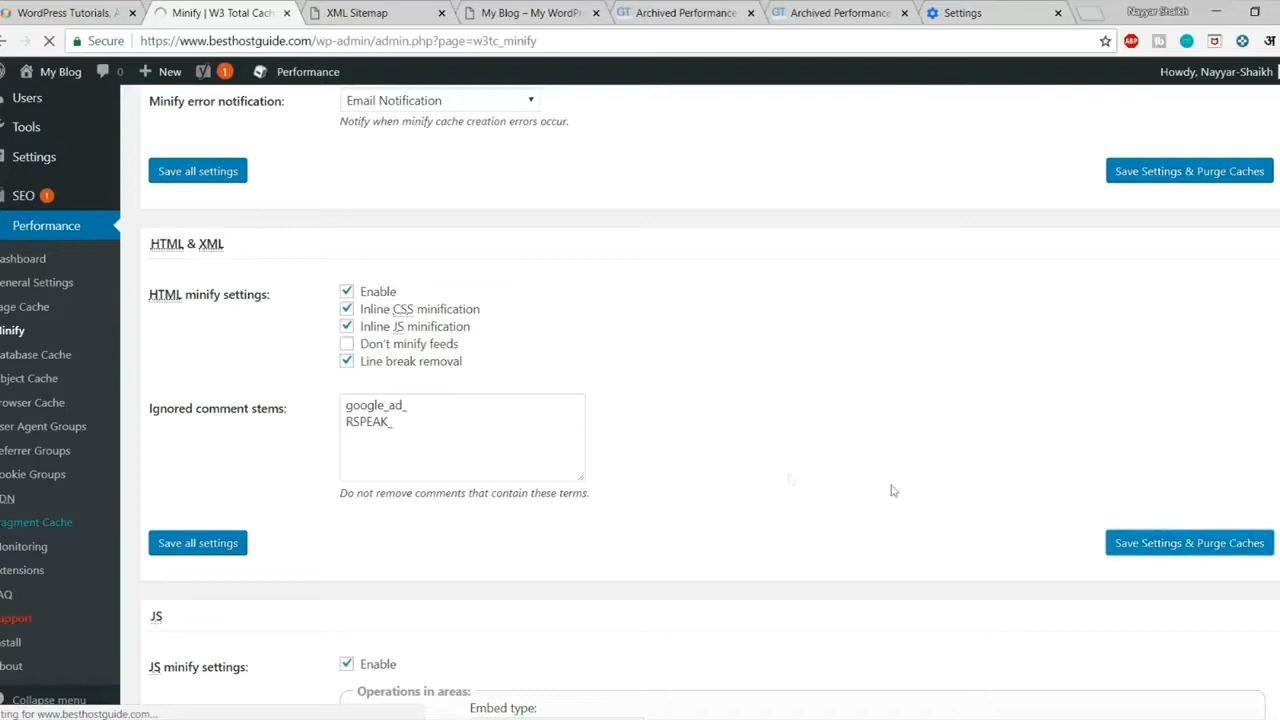 WordPress Tutorials, A
Minify | W3 Total Cach
XML Sitemap
My Blog – My WordPr
GT Archived Performance
GT Archived Performance
Settings
Nayyar Shaikh
Secure
https://www.besthostguide.com/wp-admin/admin.php?page=w3tc_minify
ABP
My Blog
0
New
1
Performance
Howdy, Nayyar-Shaikh
Users
Tools
Settings
SEO 1
Performance
ashboard
eneral Settings
age Cache
inify
atabase Cache
bject Cache
rowser Cache
ser Agent Groups
eferrer Groups
ookie Groups
DN
ragment Cache
onitoring
xtensions
AQ
upport
nstall
bout
Collapse menu
Minify error notification:
Email Notification
Notify when minify cache creation errors occur.
Save all settings
Save Settings & Purge Caches
HTML & XML
HTML minify settings:
Enable
Inline CSS minification
Inline JS minification
Don't minify feeds
Line break removal
Ignored comment stems:
google_ad_
RSPEAK_
Do not remove comments that contain these terms.
Save all settings
Save Settings & Purge Caches
JS
JS minify settings:
Enable
Operations in areas:
Embed type:
ting for www.besthostguide.com...